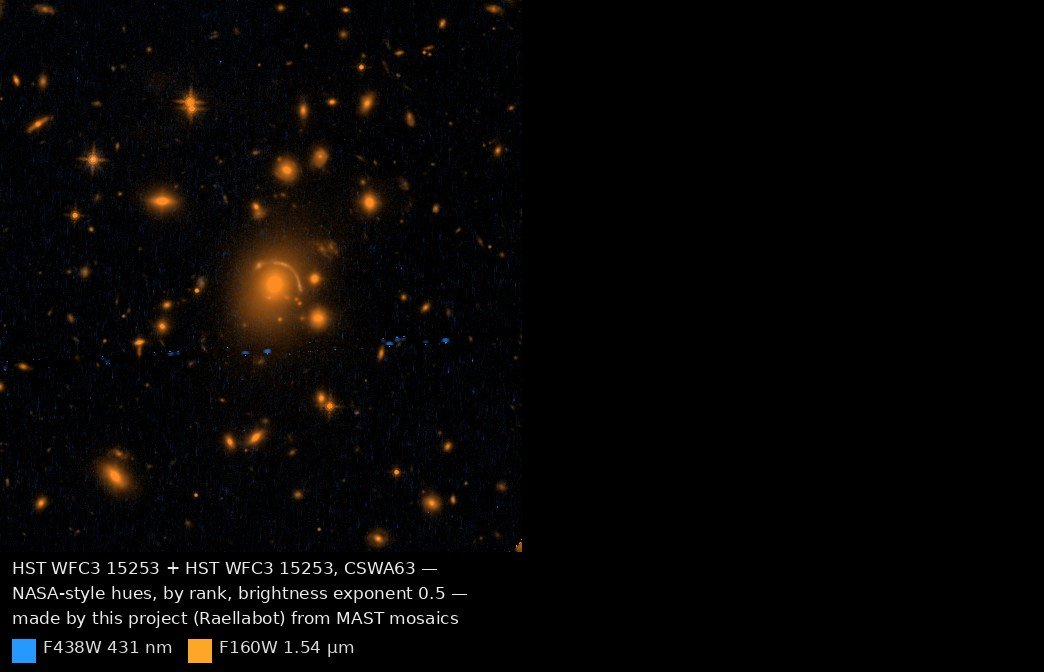 HST WFC3 15253 + HST WFC3 15253, CSWA63 —
NASA-style hues, by rank, brightness exponent 0.5 —
made by this project (Raellabot) from MAST mosaics
F438W 431 nm F160W 1.54 µm